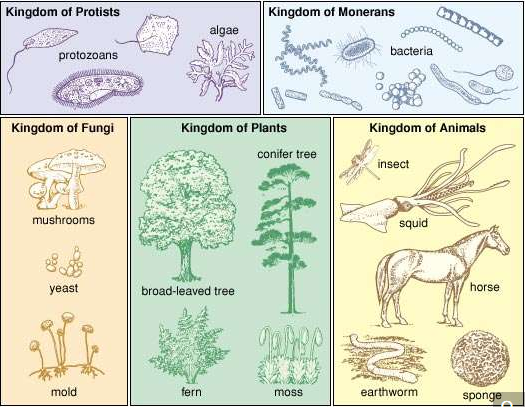 Kingdom of Protists
protozoans
algae
Kingdom of Monerans
bacteria
Kingdom of Fungi
mushrooms
yeast
mold
Kingdom of Plants
conifer tree
broad-leaved tree
fern
moss
Kingdom of Animals
insect
squid
horse
earthworm
sponge